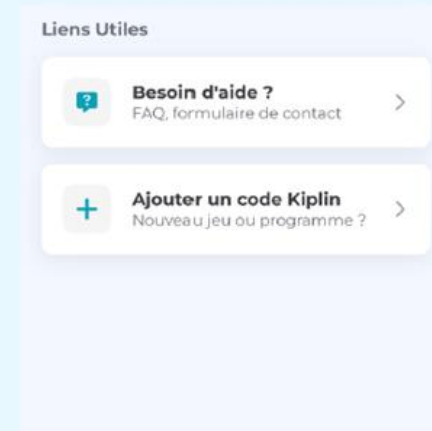 Liens Utiles
Besoin d'aide ?
FAQ, formulaire de contact
Ajouter un code Kiplin
Nouveau jeu ou programme ?